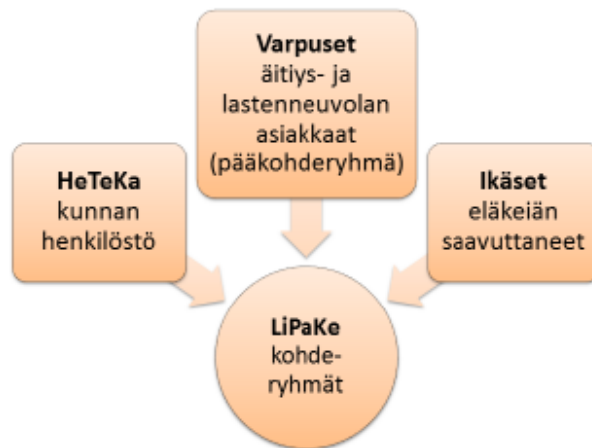 Varpuset
äitiys- ja
lastenneuvolan
asiakkaat
(pääkohderyhmä)
HeTeKa
kunnan
henkilöstö
Ikäset
eläkeiän
saavuttaneet
LiPaKe
kohde-
ryhmät